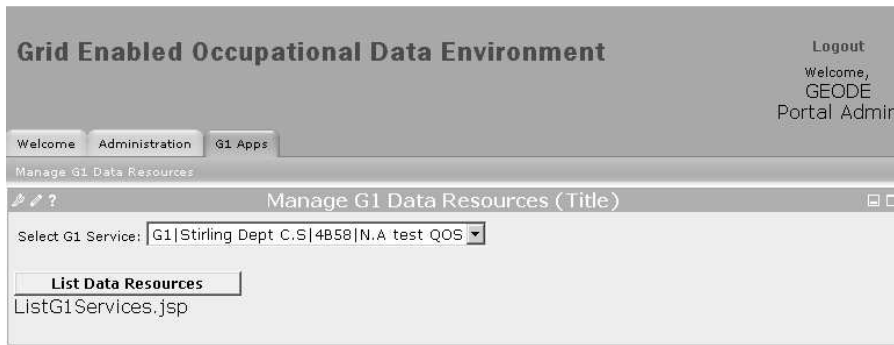 Grid Enabled Occupational Data Environment
Logout
Welcome,
GEODE
Portal Admin
Welcome Administration G1 Apps
Manage G1 Data Resources
? Manage G1 Data Resources (Title)
Select G1 Service: G1|Stirling Dept C.S|4B58|N.A test QOS
List Data Resources
ListG1Services.jsp